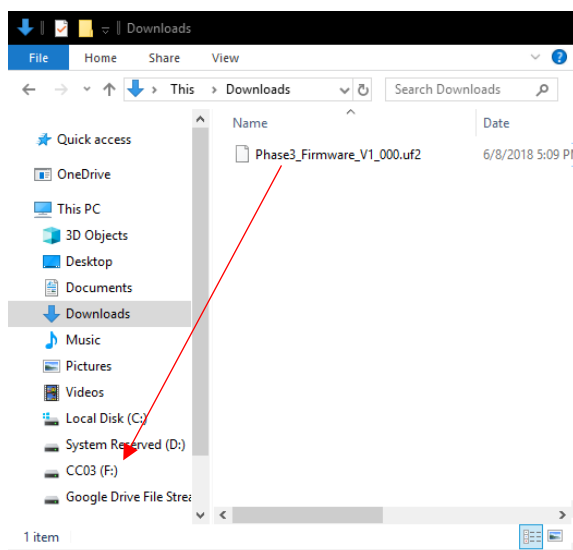 Downloads
File Home Share View
This Downloads Search Downloads
Name Date
Quick access
Phase3_Firmware_V1_000.uf2 6/8/2018 5:09 P
OneDrive
This PC
3D Objects
Desktop
Documents
Downloads
Music
Pictures
Videos
Local Disk (C:)
System Reserved (D:)
CC03 (F:)
Google Drive File Strea
1 item